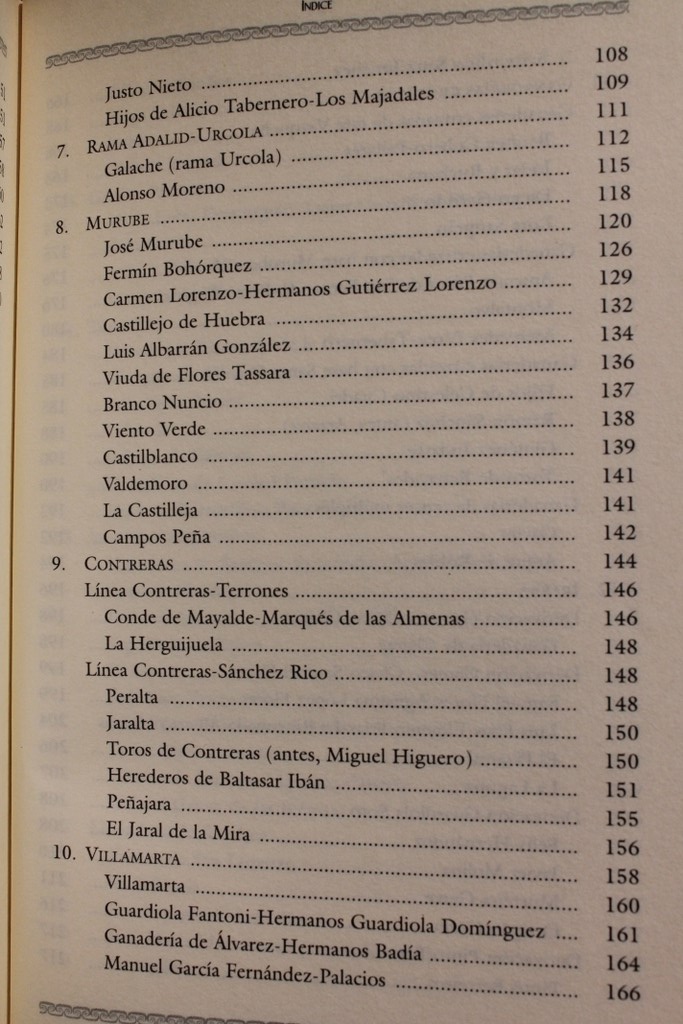 ÍNDICE
Justo Nieto ........ 108
Hijos de Alicio Tabernero-Los Majadales ........ 109
7. RAMA ADALID-URCOLA ........ 111
Galache (rama Urcola) ........ 112
Alonso Moreno ........ 115
8. MURUBE ........ 118
José Murube ........ 120
Fermín Bohórquez ........ 126
Carmen Lorenzo-Hermanos Gutiérrez Lorenzo ........ 129
Castillejo de Huebra ........ 132
Luis Albarrán González ........ 134
Viuda de Flores Tassara ........ 136
Branco Nuncio ........ 137
Viento Verde ........ 138
Castilblanco ........ 139
Valdemoro ........ 141
La Castilleja ........ 141
Campos Peña ........ 142
9. CONTRERAS ........ 144
Línea Contreras-Terrones ........ 146
Conde de Mayalde-Marqués de las Almenas ........ 146
La Herguijuela ........ 148
Línea Contreras-Sánchez Rico ........ 148
Peralta ........ 148
Jaralta ........ 150
Toros de Contreras (antes, Miguel Higuero) ........ 150
Herederos de Baltasar Ibán ........ 151
Peñajara ........ 155
El Jaral de la Mira ........ 156
10. VILLAMARTA ........ 158
Villamarta ........ 160
Guardiola Fantoni-Hermanos Guardiola Domínguez .... 161
Ganadería de Álvarez-Hermanos Badía ........ 164
Manuel García Fernández-Palacios ........ 166